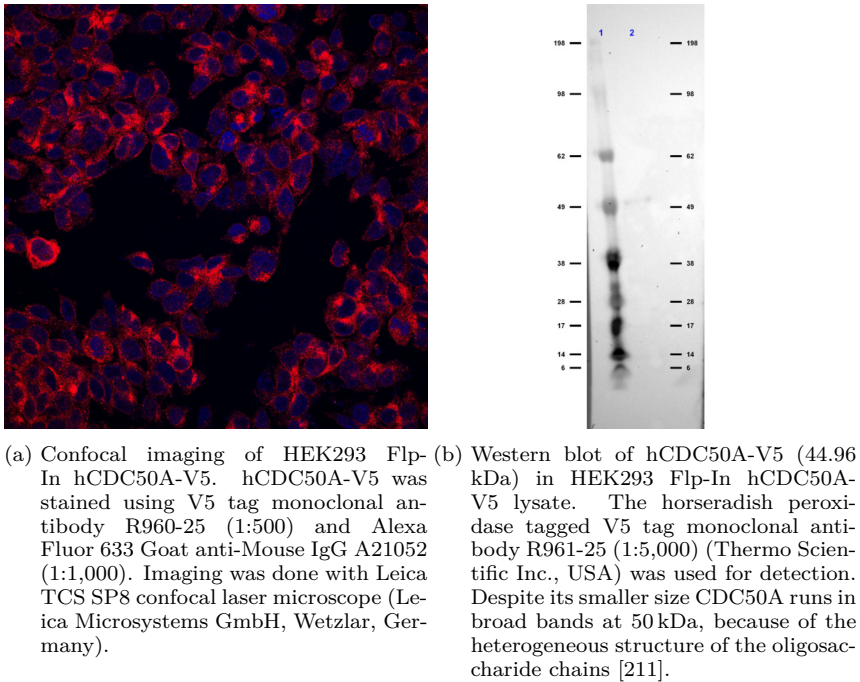 1 2
198 198
98 98
62 62
49 49
38 38
28 28
17 17
14 14
6 6
(a) Confocal imaging of HEK293 Flp-
In hCDC50A-V5. hCDC50A-V5 was
stained using V5 tag monoclonal an-
tibody R960-25 (1:500) and Alexa
Fluor 633 Goat anti-Mouse IgG A21052
(1:1,000). Imaging was done with Leica
TCS SP8 confocal laser microscope (Le-
ica Microsystems GmbH, Wetzlar, Ger-
many).
(b) Western blot of hCDC50A-V5 (44.96
kDa) in HEK293 Flp-In hCDC50A-
V5 lysate. The horseradish peroxi-
dase tagged V5 tag monoclonal anti-
body R961-25 (1:5,000) (Thermo Scien-
tific Inc., USA) was used for detection.
Despite its smaller size CDC50A runs in
broad bands at 50 kDa, because of the
heterogeneous structure of the oligosac-
charide chains [211].